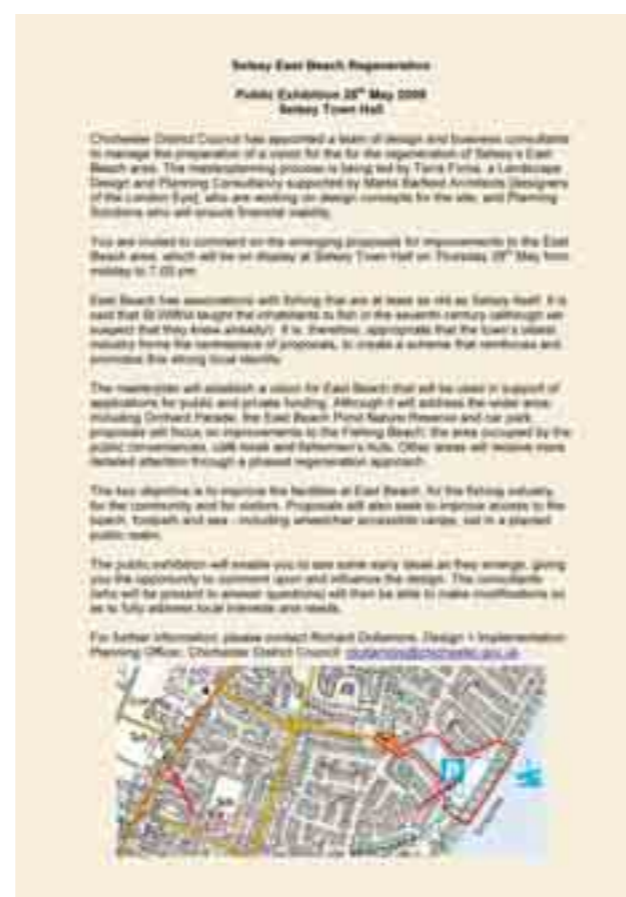 Selsey East Beach Regeneration
Public Exhibition 28th May 2009
Selsey Town Hall
Chichester District Council has appointed a team of design and business consultants
to manage the preparation of a vision for the for the regeneration of Selsey's East
Beach area. The masterplanning process is being led by Terra Firma, a Landscape
Design and Planning Consultancy supported by Marks Barfield Architects [designers
of the London Eye], who are working on design concepts for the site, and Planning
Solutions who will ensure financial viability.
You are invited to comment on the emerging proposals for improvements to the East
Beach area, which will be on display at Selsey Town Hall on Thursday 28th May from
midday to 7.00 pm.
East Beach has associations with fishing that are at least as old as Selsey itself. It is
said that St Wilfrid taught the inhabitants to fish in the seventh century (although we
suspect that they knew already!). It is, therefore, appropriate that the town's oldest
industry forms the centrepiece of proposals, to create a scheme that reinforces and
promotes this strong local identity.
The masterplan will establish a vision for East Beach that will be used in support of
applications for public and private funding. Although it will address the wider area
including Orchard Parade, the East Beach Pond Nature Reserve and car park
proposals will focus on improvements to the Fishing Beach, the area occupied by the
public conveniences, café kiosk and fishermen's huts. Other areas will receive more
detailed attention through a phased regeneration approach.
The key objective is to improve the facilities at East Beach, for the fishing industry,
for the community and for visitors. Proposals will also seek to improve access to the
beach, footpath and sea - including wheelchair accessible ramps, set in a planted
public realm.
The public exhibition will enable you to see some early ideas as they emerge, giving
you the opportunity to comment upon and influence the design. The consultants
(who will be present to answer questions) will then be able to make modifications so
as to fully address local interests and needs.
For further information, please contact Richard Design + Implementation
Planning Officer, Chichester District Council